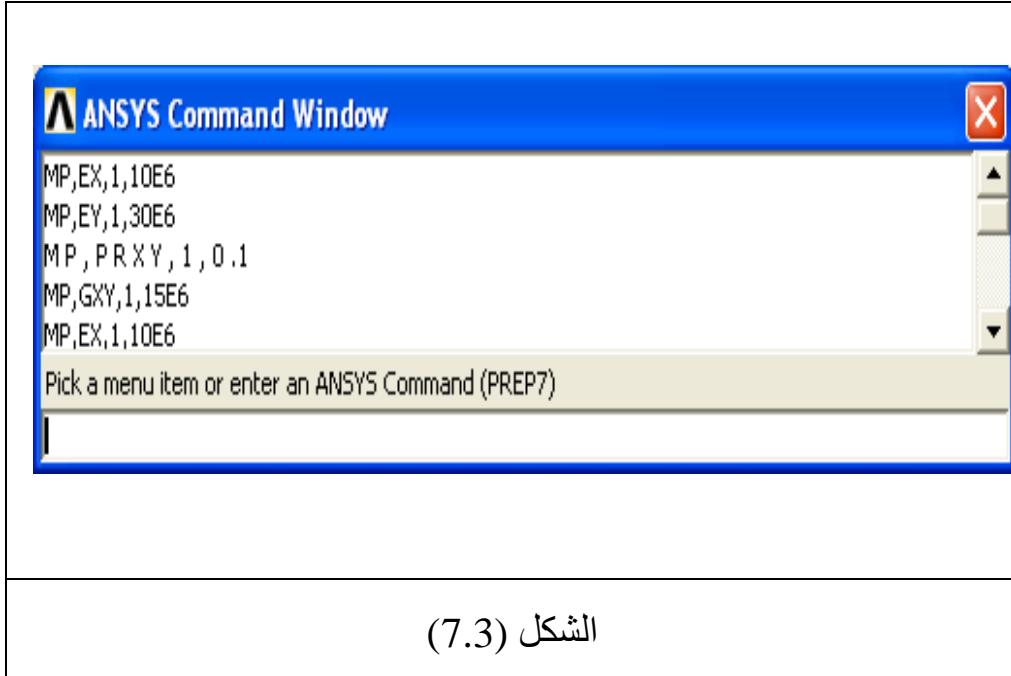 ANSYS Command Window
MP,EX,1,10E6
MP,EY,1,30E6
MP,PRXY,1,0.1
MP,GXY,1,15E6
MP,EX,1,10E6
Pick a menu item or enter an ANSYS Command (PREP7)
الشكل (7.3)